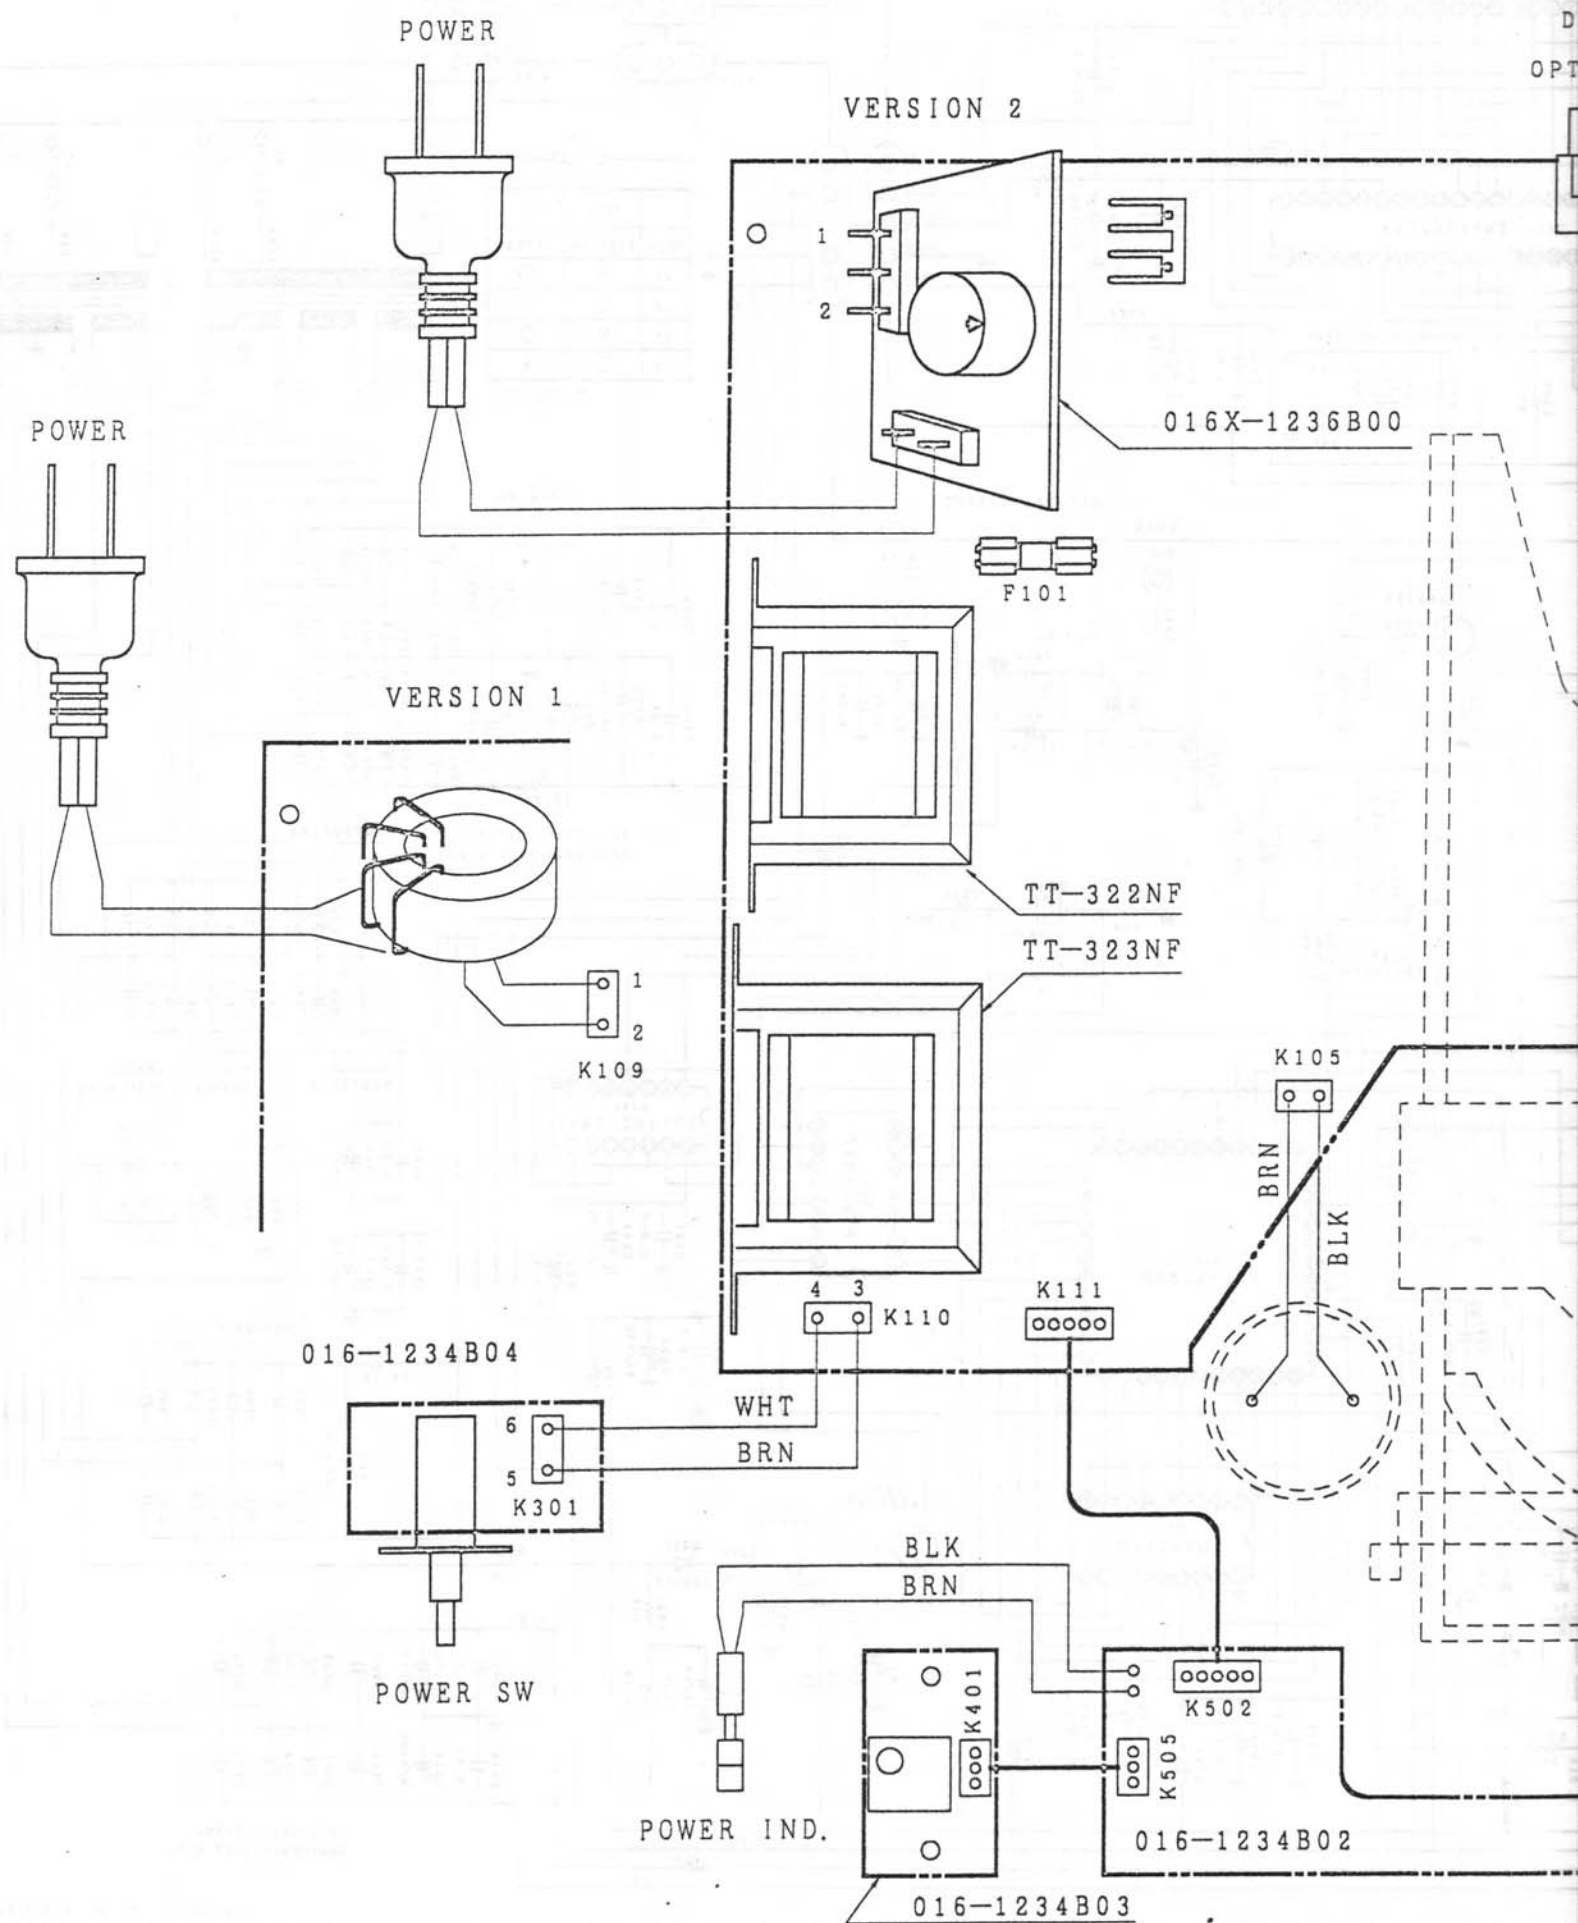 POWER
D
OPT
VERSION 2
1
2
016X—1236B00
POWER
F101
VERSION 1
TT—322NF
TT—323NF
1
2
K109
K105
BRN
BLK
4 3
K110
K111
016—1234B04
WHT
6
BRN
5
K301
BLK
BRN
POWER SW
K401
K502
K505
POWER IND.
016—1234B02
016—1234B03